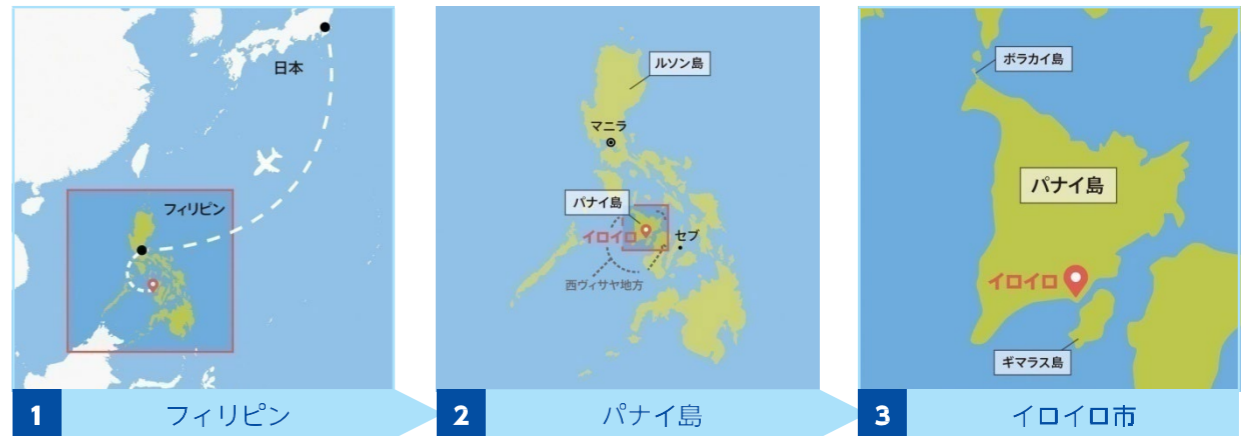 日本
フィリピン
1
フィリピン
ルソン島
マニラ
パナイ島
イロイロ
セブ
西ヴィサヤ地方
2
パナイ島
ボラカイ島
パナイ島
イロイロ
ギマラス島
3
イロイロ市